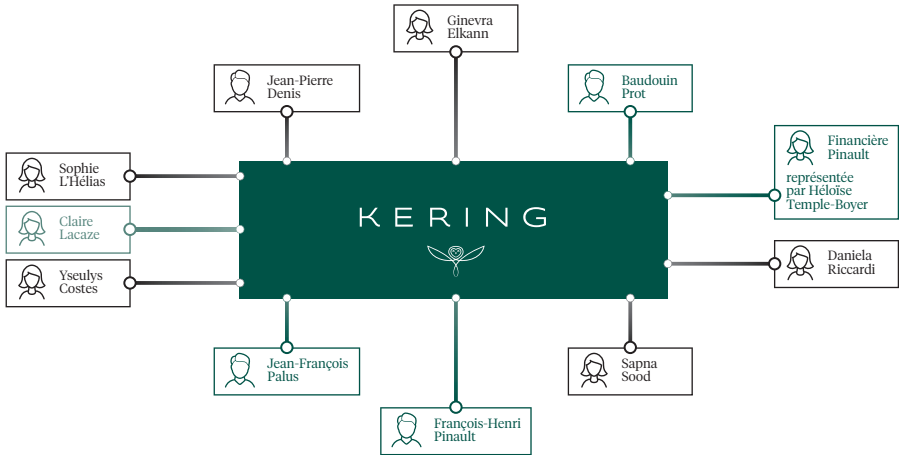 Ginevra
Elkann
Jean-Pierre
Denis
Baudouin
Prot
Financière
Pinault
représentée
par Héloïse
Temple-Boyer
Sophie
L'Hélias
Claire
Lacaze
KERING
Yseulys
Costes
Daniela
Riccardi
Jean-François
Palus
Sapna
Sood
François-Henri
Pinault